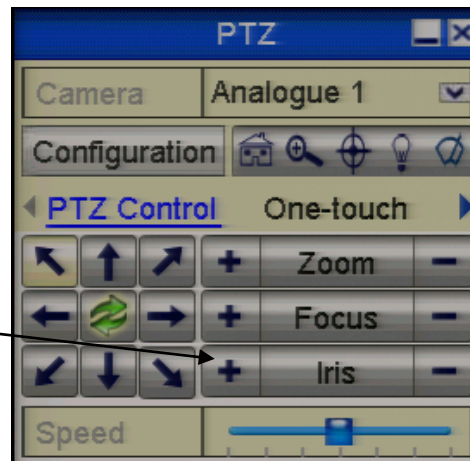 PTZ
Camera Analogue 1
Configuration
PTZ Control One-touch
+ Zoom −
+ Focus −
+ Iris −
Speed